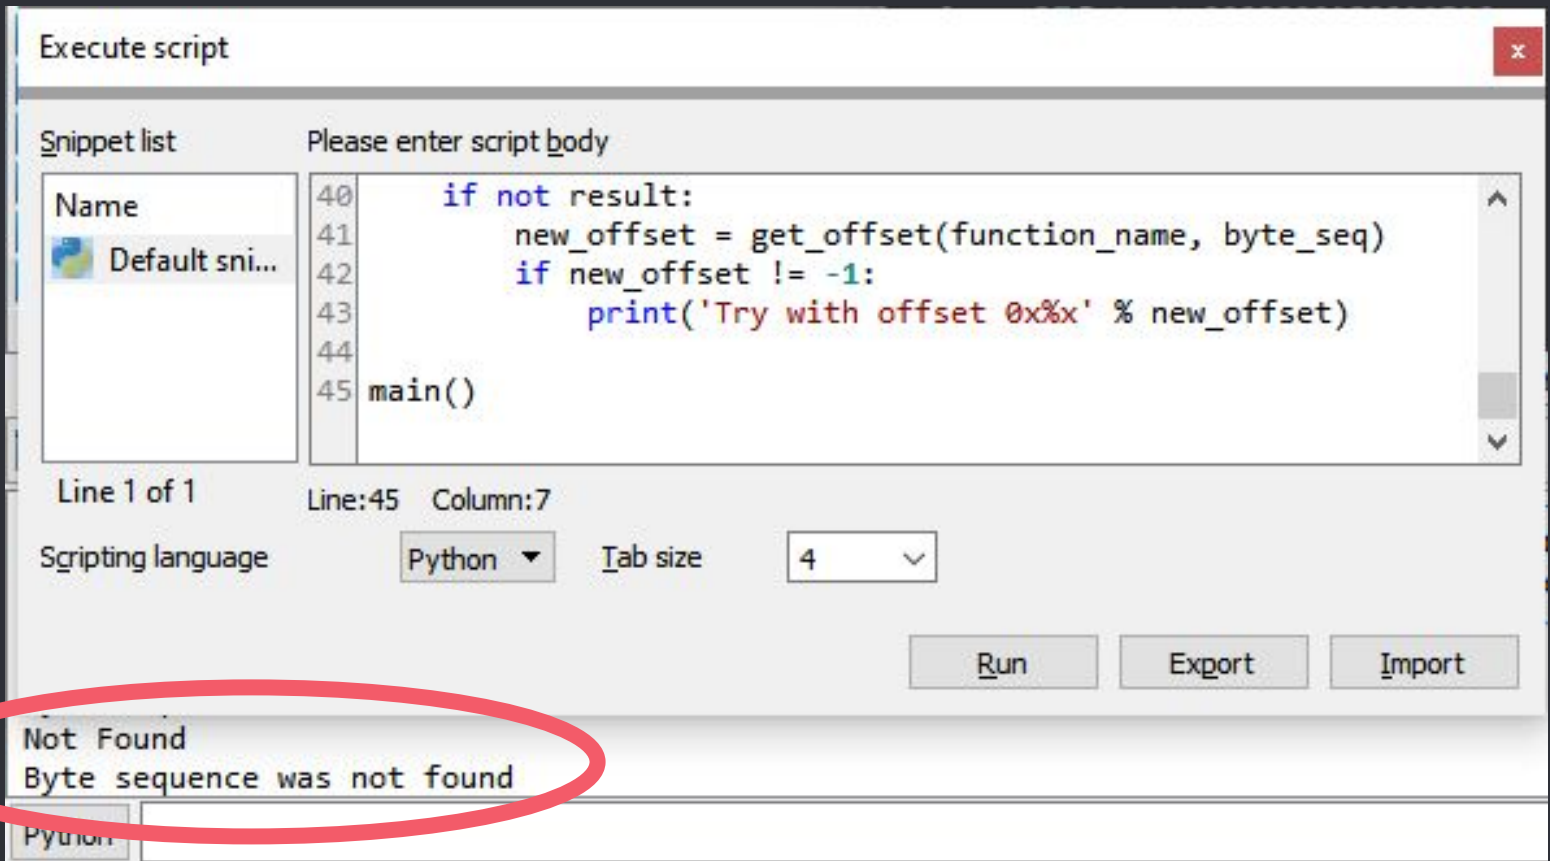 Execute script
x
Snippet list
Please enter script body
Name
Default sni...
40     if not result:
41         new_offset = get_offset(function_name, byte_seq)
42         if new_offset != -1:
43             print('Try with offset 0x%x' % new_offset)
44
45 main()
Line 1 of 1
Line:45 Column:7
Scripting language
Python
Tab size
4
Run
Export
Import
Not Found
Byte sequence was not found
Python